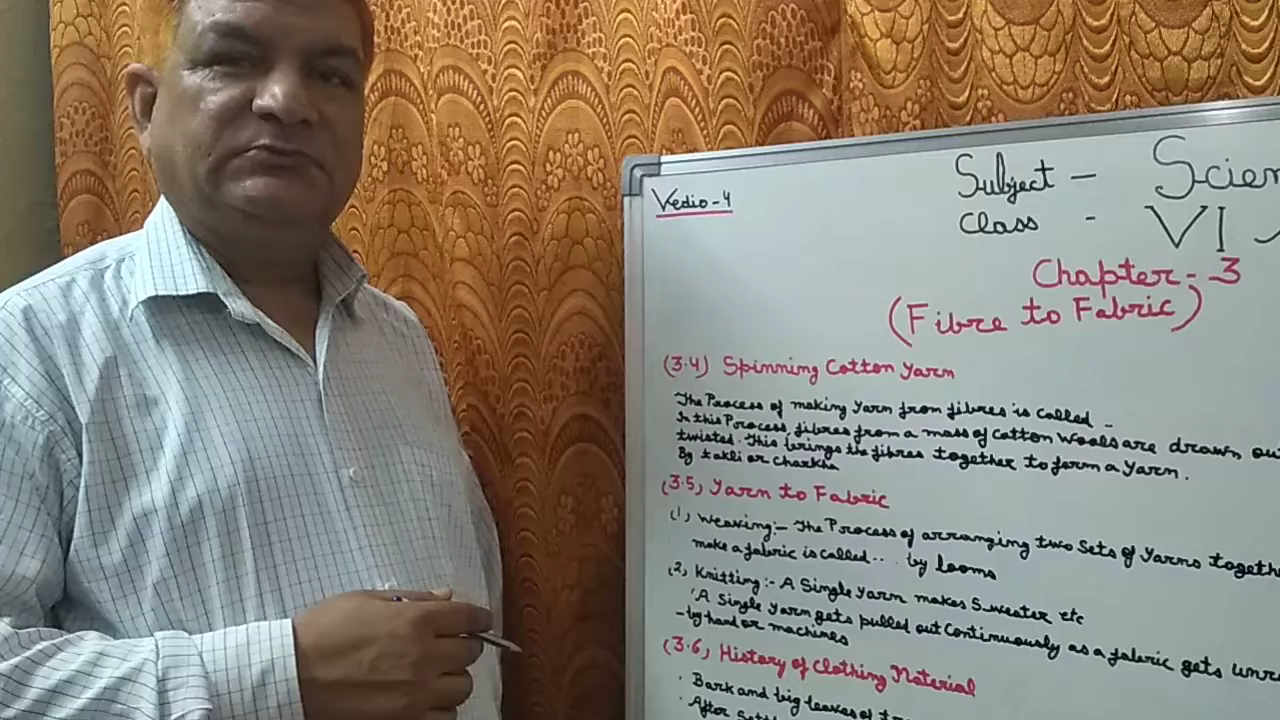 Vedio-4
Subject - Scien
Class - VI
Chapter-3
(Fibre to Fabric)
(3.4) Spinning Cotton Yarn
The Process of making Yarn from fibres is called -
In this Process, fibres from a mass of Cotton Wools are drawn ou
twisted. This brings the fibres together to form a Yarn.
By takli or Charkha
(3.5) Yarn to Fabric
(1) Weaving:- The Process of arranging two Sets of Yarns togeth
make a fabric is called.. . by looms
(2) Knitting:- A Single yarn makes Sweater etc
'A Single Yarn gets pulled out Continuously as a fabric gets unr
-by hand or machines
(3.6) History of Clothing Material
. Bark and big leaves of
. After